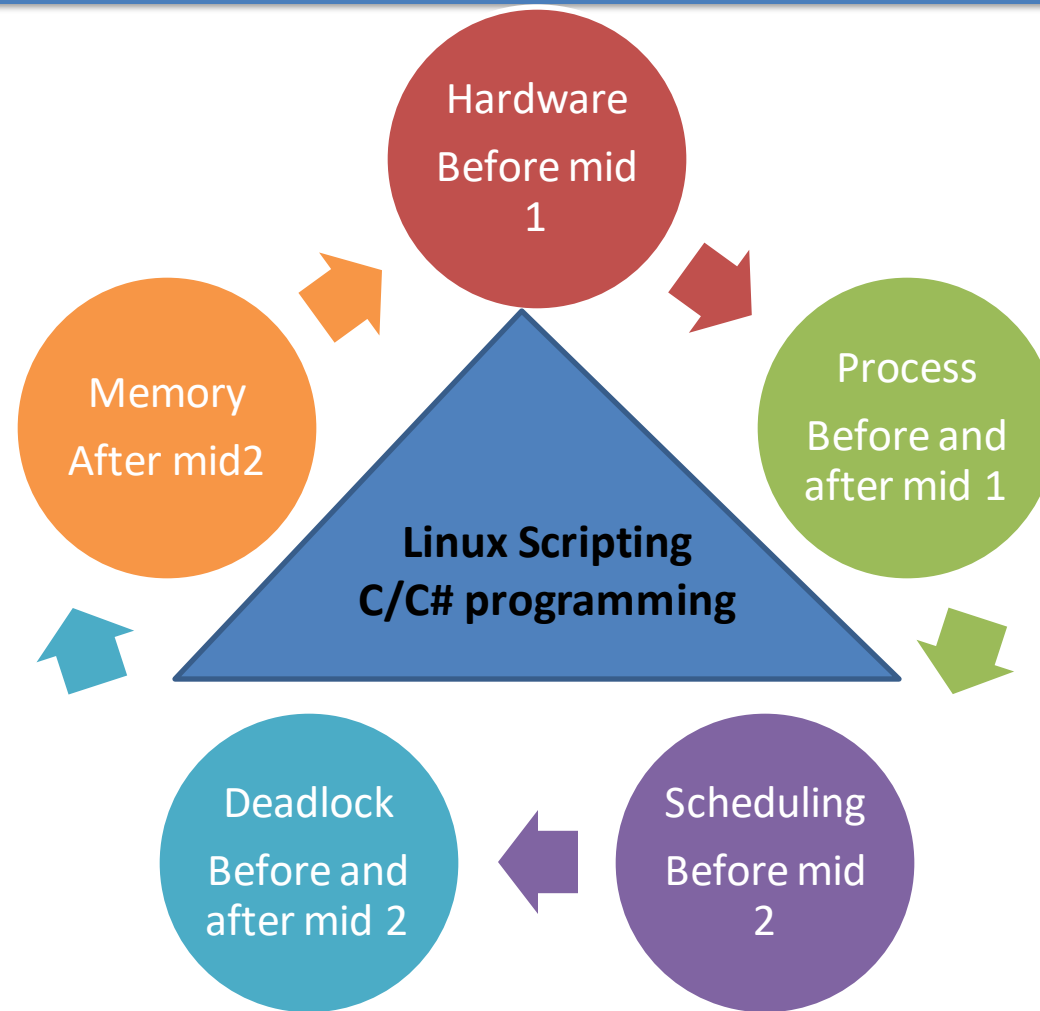 Hardware
Before mid
1
Process
Before and
after mid 1
Memory
After mid2
Linux Scripting
C/C# programming
Deadlock
Before and
after mid 2
Scheduling
Before mid
2